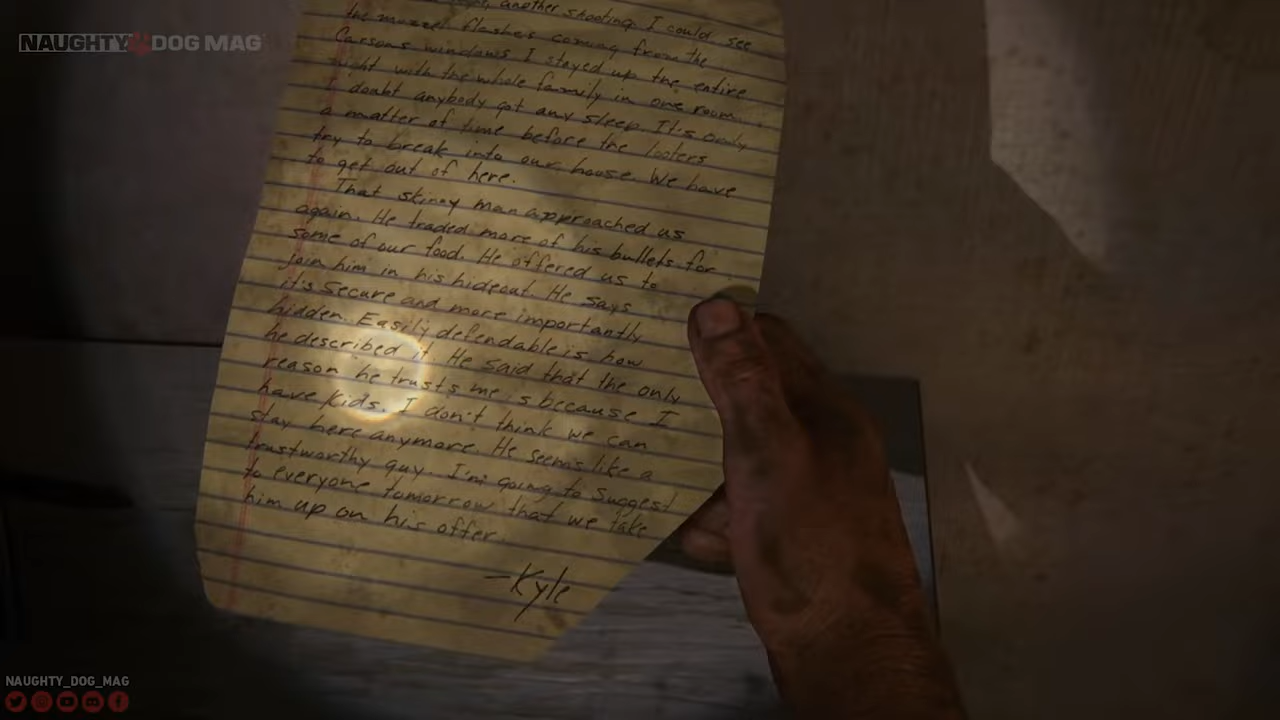 NAUGHTY DOG MAG
another shooting. I could see
the muzzel flashes coming from the
Carsons windows. I stayed up the entire
night with the whole family in one room.
I doubt anybody got any sleep. It's only
a matter of time before the looters
try to break into our house. We have
to get out of here.
That skinny man approached us
again. He traded more of his bullets for
some of our food. He offered us to
join him in his hideout. He says
it's secure and more importantly
hidden. Easily defendable is how
he described it. He said that the only
reason he trusts me is because I
have kids. I don't think we can
stay here anymore. He seems like a
trustworthy guy. I'm going to suggest
to everyone tomorrow that we take
him up on his offer.
-Kyle
NAUGHTY_DOG_MAG